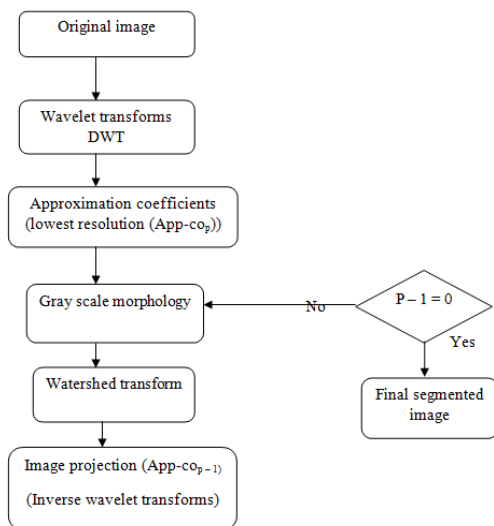 Original image
Wavelet transforms
DWT
Approximation coefficients
(lowest resolution (App-coₚ))
Gray scale morphology
No
P – 1 = 0
Yes
Watershed transform
Final segmented
image
Image projection (App-coₚ₋₁)
(Inverse wavelet transforms)